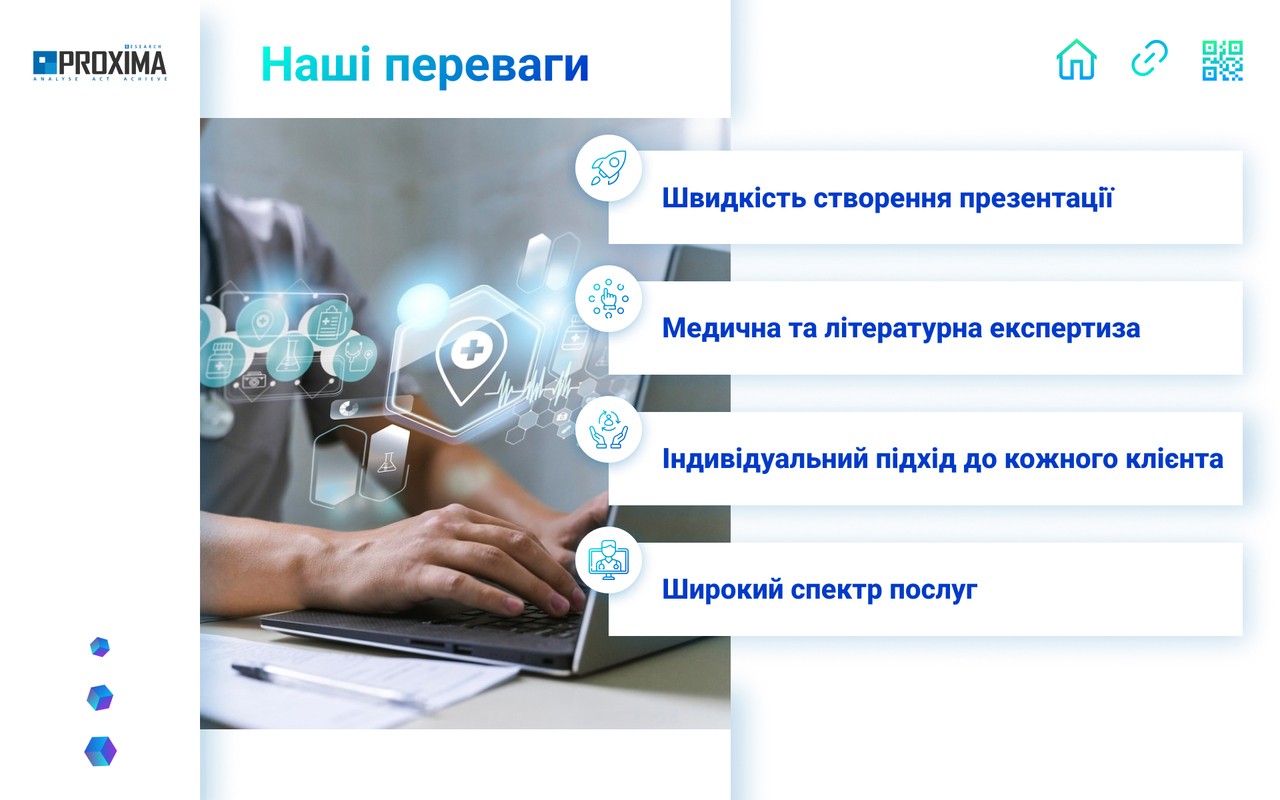 RESEARCH
PROXIMA
ANALYSE ACT ACHIEVE
Наші переваги
Швидкість створення презентації
Медична та літературна експертиза
Індивідуальний підхід до кожного клієнта
Широкий спектр послуг